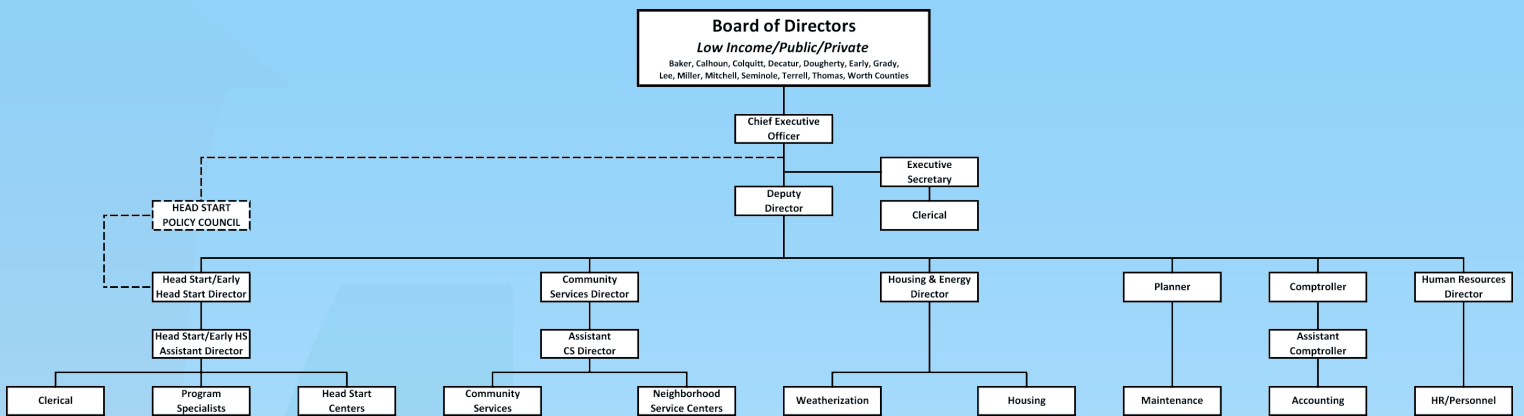 Board of Directors
Low Income/Public/Private
Baker, Calhoun, Colquitt, Decatur, Dougherty, Early, Grady,
Lee, Miller, Mitchell, Seminole, Terrell, Thomas, Worth Counties
Chief Executive
Officer
Executive
Secretary
Deputy
Director
Clerical
HEAD START
POLICY COUNCIL
Head Start/Early
Head Start Director
Community
Services Director
Housing & Energy
Director
Planner
Comptroller
Human Resources
Director
Head Start/Early HS
Assistant Director
Assistant
CS Director
Assistant
Comptroller
Clerical
Program
Specialists
Head Start
Centers
Community
Services
Neighborhood
Service Centers
Weatherization
Housing
Maintenance
Accounting
HR/Personnel